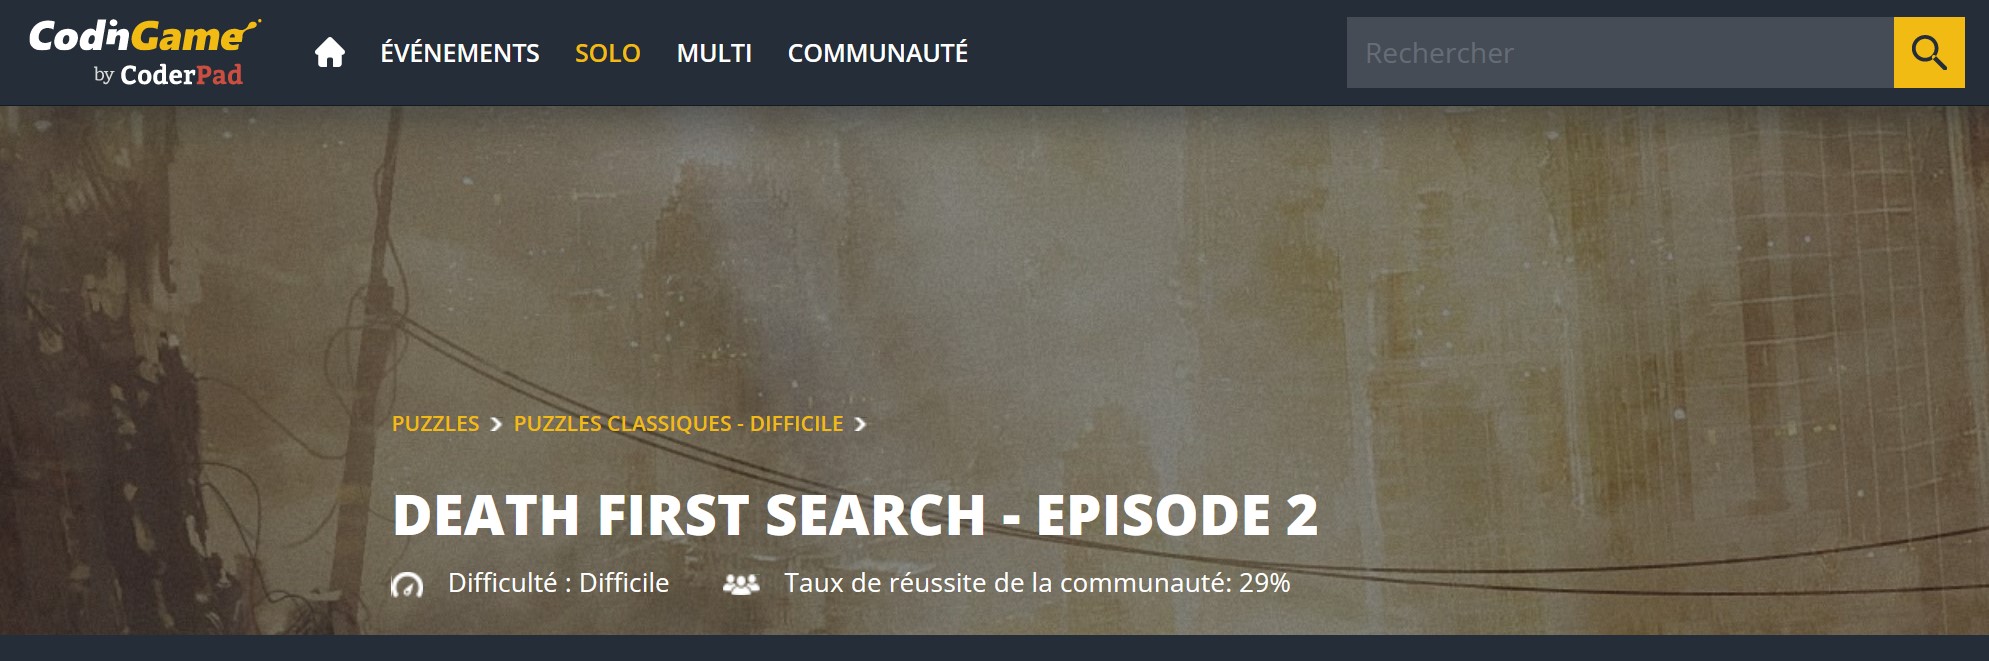 CodinGame
by CoderPad
ÉVÉNEMENTS SOLO MULTI COMMUNAUTÉ
Rechercher
PUZZLES PUZZLES CLASSIQUES - DIFFICILE
DEATH FIRST SEARCH - EPISODE 2
Difficulté : Difficile Taux de réussite de la communauté: 29%